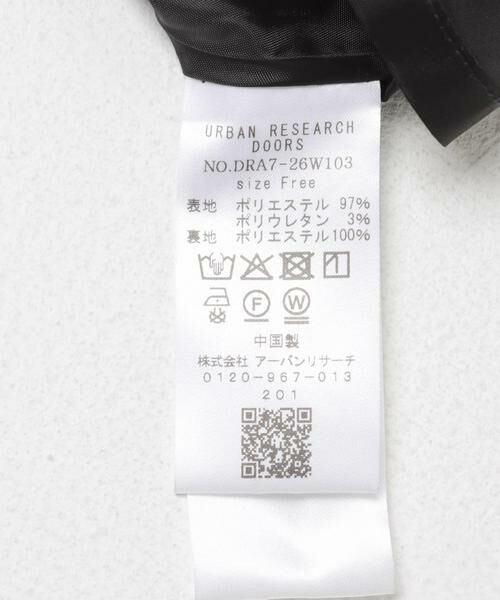 URBAN RESEARCH
DOORS
NO.DRA7-26W103
size Free
表地 ポリエステル 97%
ポリウレタン 3%
裏地 ポリエステル100%
F W
中国製
株式会社 アーバンリサーチ
0120-967-013
201